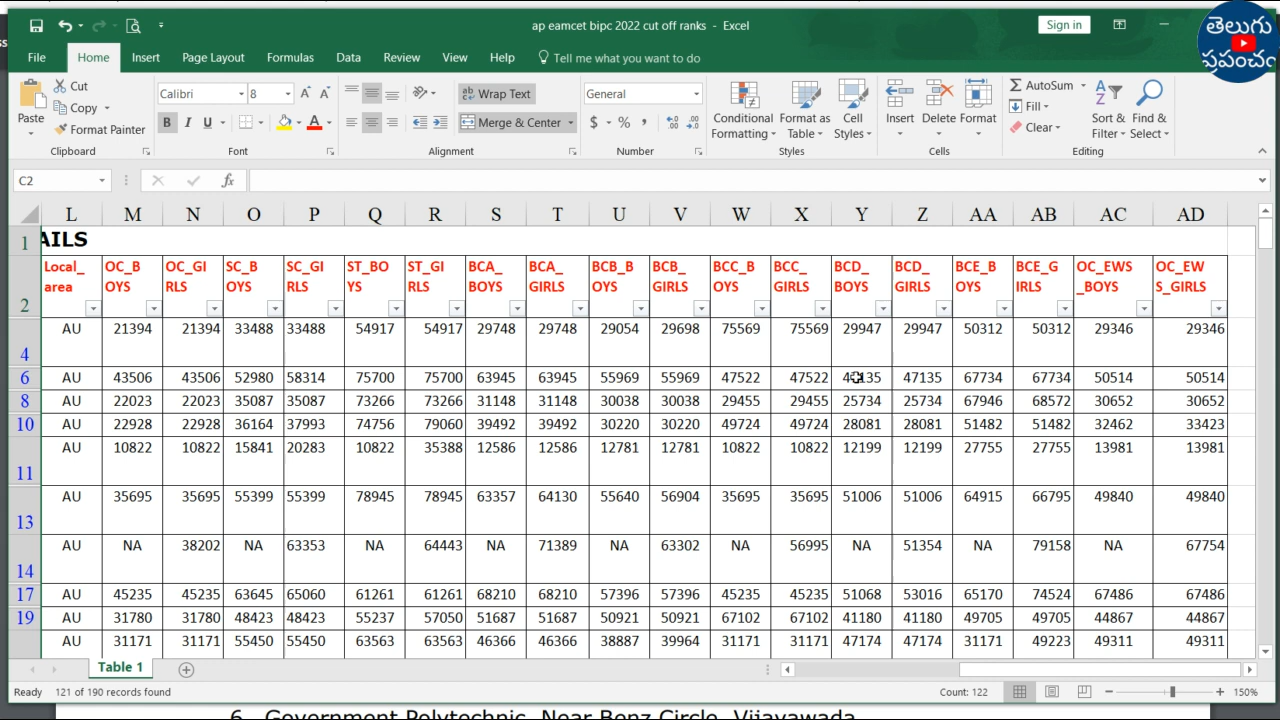 ap eamcet bipc 2022 cut off ranks - Excel
Sign in
తెలుగు
ప్రపంచం
File Home Insert Page Layout Formulas Data Review View Help Tell me what you want to do
Paste
Cut
Copy
Format Painter
Clipboard
Calibri 8
B I U
Font
Wrap Text
Merge & Center
Alignment
General
$ % ,
Number
Conditional Formatting
Format as Table
Cell Styles
Styles
Insert Delete Format
Cells
AutoSum
Fill
Clear
Sort & Filter
Find & Select
Editing
C2 fx
L M N O P Q R S T U V W X Y Z AA AB AC AD
1 AILS
2 Local_area OC_BOYS OC_GIRLS SC_BOYS SC_GIRLS ST_BOYS ST_GIRLS BCA_BOYS BCA_GIRLS BCB_BOYS BCB_GIRLS BCC_BOYS BCC_GIRLS BCD_BOYS BCD_GIRLS BCE_BOYS BCE_GIRLS OC_EWS_BOYS OC_EWS_GIRLS
4 AU 21394 21394 33488 33488 54917 54917 29748 29748 29054 29698 75569 75569 29947 29947 50312 50312 29346 29346
6 AU 43506 43506 52980 58314 75700 75700 63945 63945 55969 55969 47522 47522 47135 47135 67734 67734 50514 50514
8 AU 22023 22023 35087 35087 73266 73266 31148 31148 30038 30038 29455 29455 25734 25734 67946 68572 30652 30652
10 AU 22928 22928 36164 37993 74756 79060 39492 39492 30220 30220 49724 49724 28081 28081 51482 51482 32462 33423
11 AU 10822 10822 15841 20283 10822 35388 12586 12586 12781 12781 10822 10822 12199 12199 27755 27755 13981 13981
13 AU 35695 35695 55399 55399 78945 78945 63357 64130 55640 56904 35695 35695 51006 51006 64915 66795 49840 49840
14 AU NA 38202 NA 63353 NA 64443 NA 71389 NA 63302 NA 56995 NA 51354 NA 79158 NA 67754
17 AU 45235 45235 63645 65060 61261 61261 68210 68210 57396 57396 45235 45235 51068 53016 65170 74524 67486 67486
19 AU 31780 31780 48423 48423 55237 57050 51687 51687 50921 50921 67102 67102 41180 41180 49705 49705 44867 44867
AU 31171 31171 55450 55450 63563 63563 46366 46366 38887 39964 31171 31171 47174 47174 31171 49223 49311 49311
Table 1
Ready 121 of 190 records found Count: 122 150%
6. Government Polytechnic, Near Benz Circle, Vijayawada